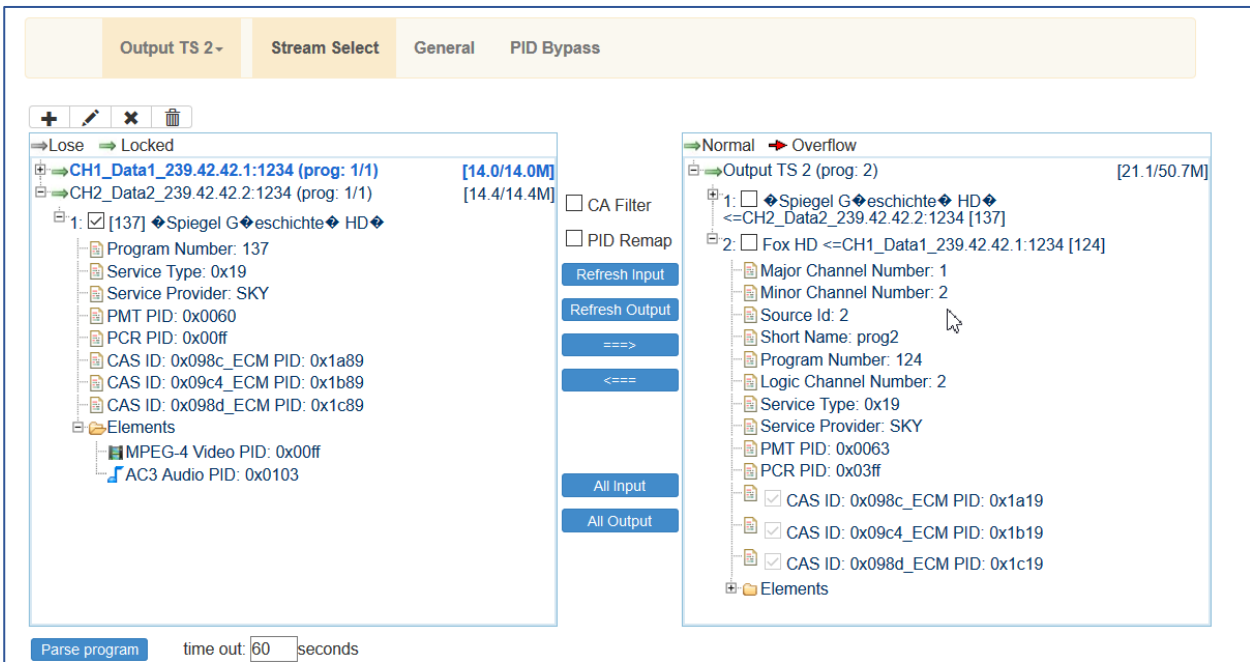 Output TS 2
Stream Select
General
PID Bypass
⇒Lose ⇒ Locked
CH1_Data1_239.42.42.1:1234 (prog: 1/1) [14.0/14.0M]
CH2_Data2_239.42.42.2:1234 (prog: 1/1) [14.4/14.4M]
1: [137] �Spiegel G�eschichte� HD�
Program Number: 137
Service Type: 0x19
Service Provider: SKY
PMT PID: 0x0060
PCR PID: 0x00ff
CAS ID: 0x098c_ECM PID: 0x1a89
CAS ID: 0x09c4_ECM PID: 0x1b89
CAS ID: 0x098d_ECM PID: 0x1c89
Elements
MPEG-4 Video PID: 0x00ff
AC3 Audio PID: 0x0103
CA Filter
PID Remap
Refresh Input
Refresh Output
===>
<===
All Input
All Output
⇒Normal ➔ Overflow
Output TS 2 (prog: 2) [21.1/50.7M]
1: �Spiegel G�eschichte� HD�
<=CH2_Data2_239.42.42.2:1234 [137]
2: Fox HD <=CH1_Data1_239.42.42.1:1234 [124]
Major Channel Number: 1
Minor Channel Number: 2
Source Id: 2
Short Name: prog2
Program Number: 124
Logic Channel Number: 2
Service Type: 0x19
Service Provider: SKY
PMT PID: 0x0063
PCR PID: 0x03ff
CAS ID: 0x098c_ECM PID: 0x1a19
CAS ID: 0x09c4_ECM PID: 0x1b19
CAS ID: 0x098d_ECM PID: 0x1c19
Elements
Parse program time out: 60 seconds